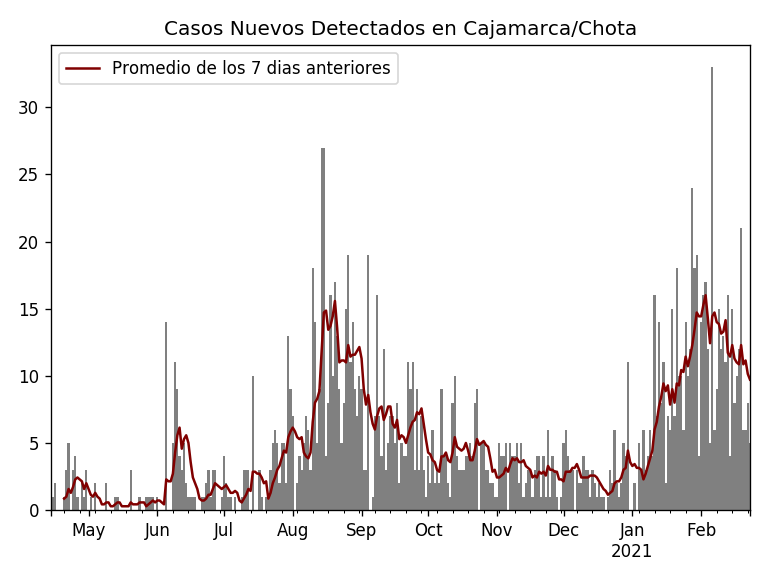 Casos Nuevos Detectados en Cajamarca/Chota
Promedio de los 7 dias anteriores
30
25
20
15
10
5
0
May Jun Jul Aug Sep Oct Nov Dec Jan Feb
2021